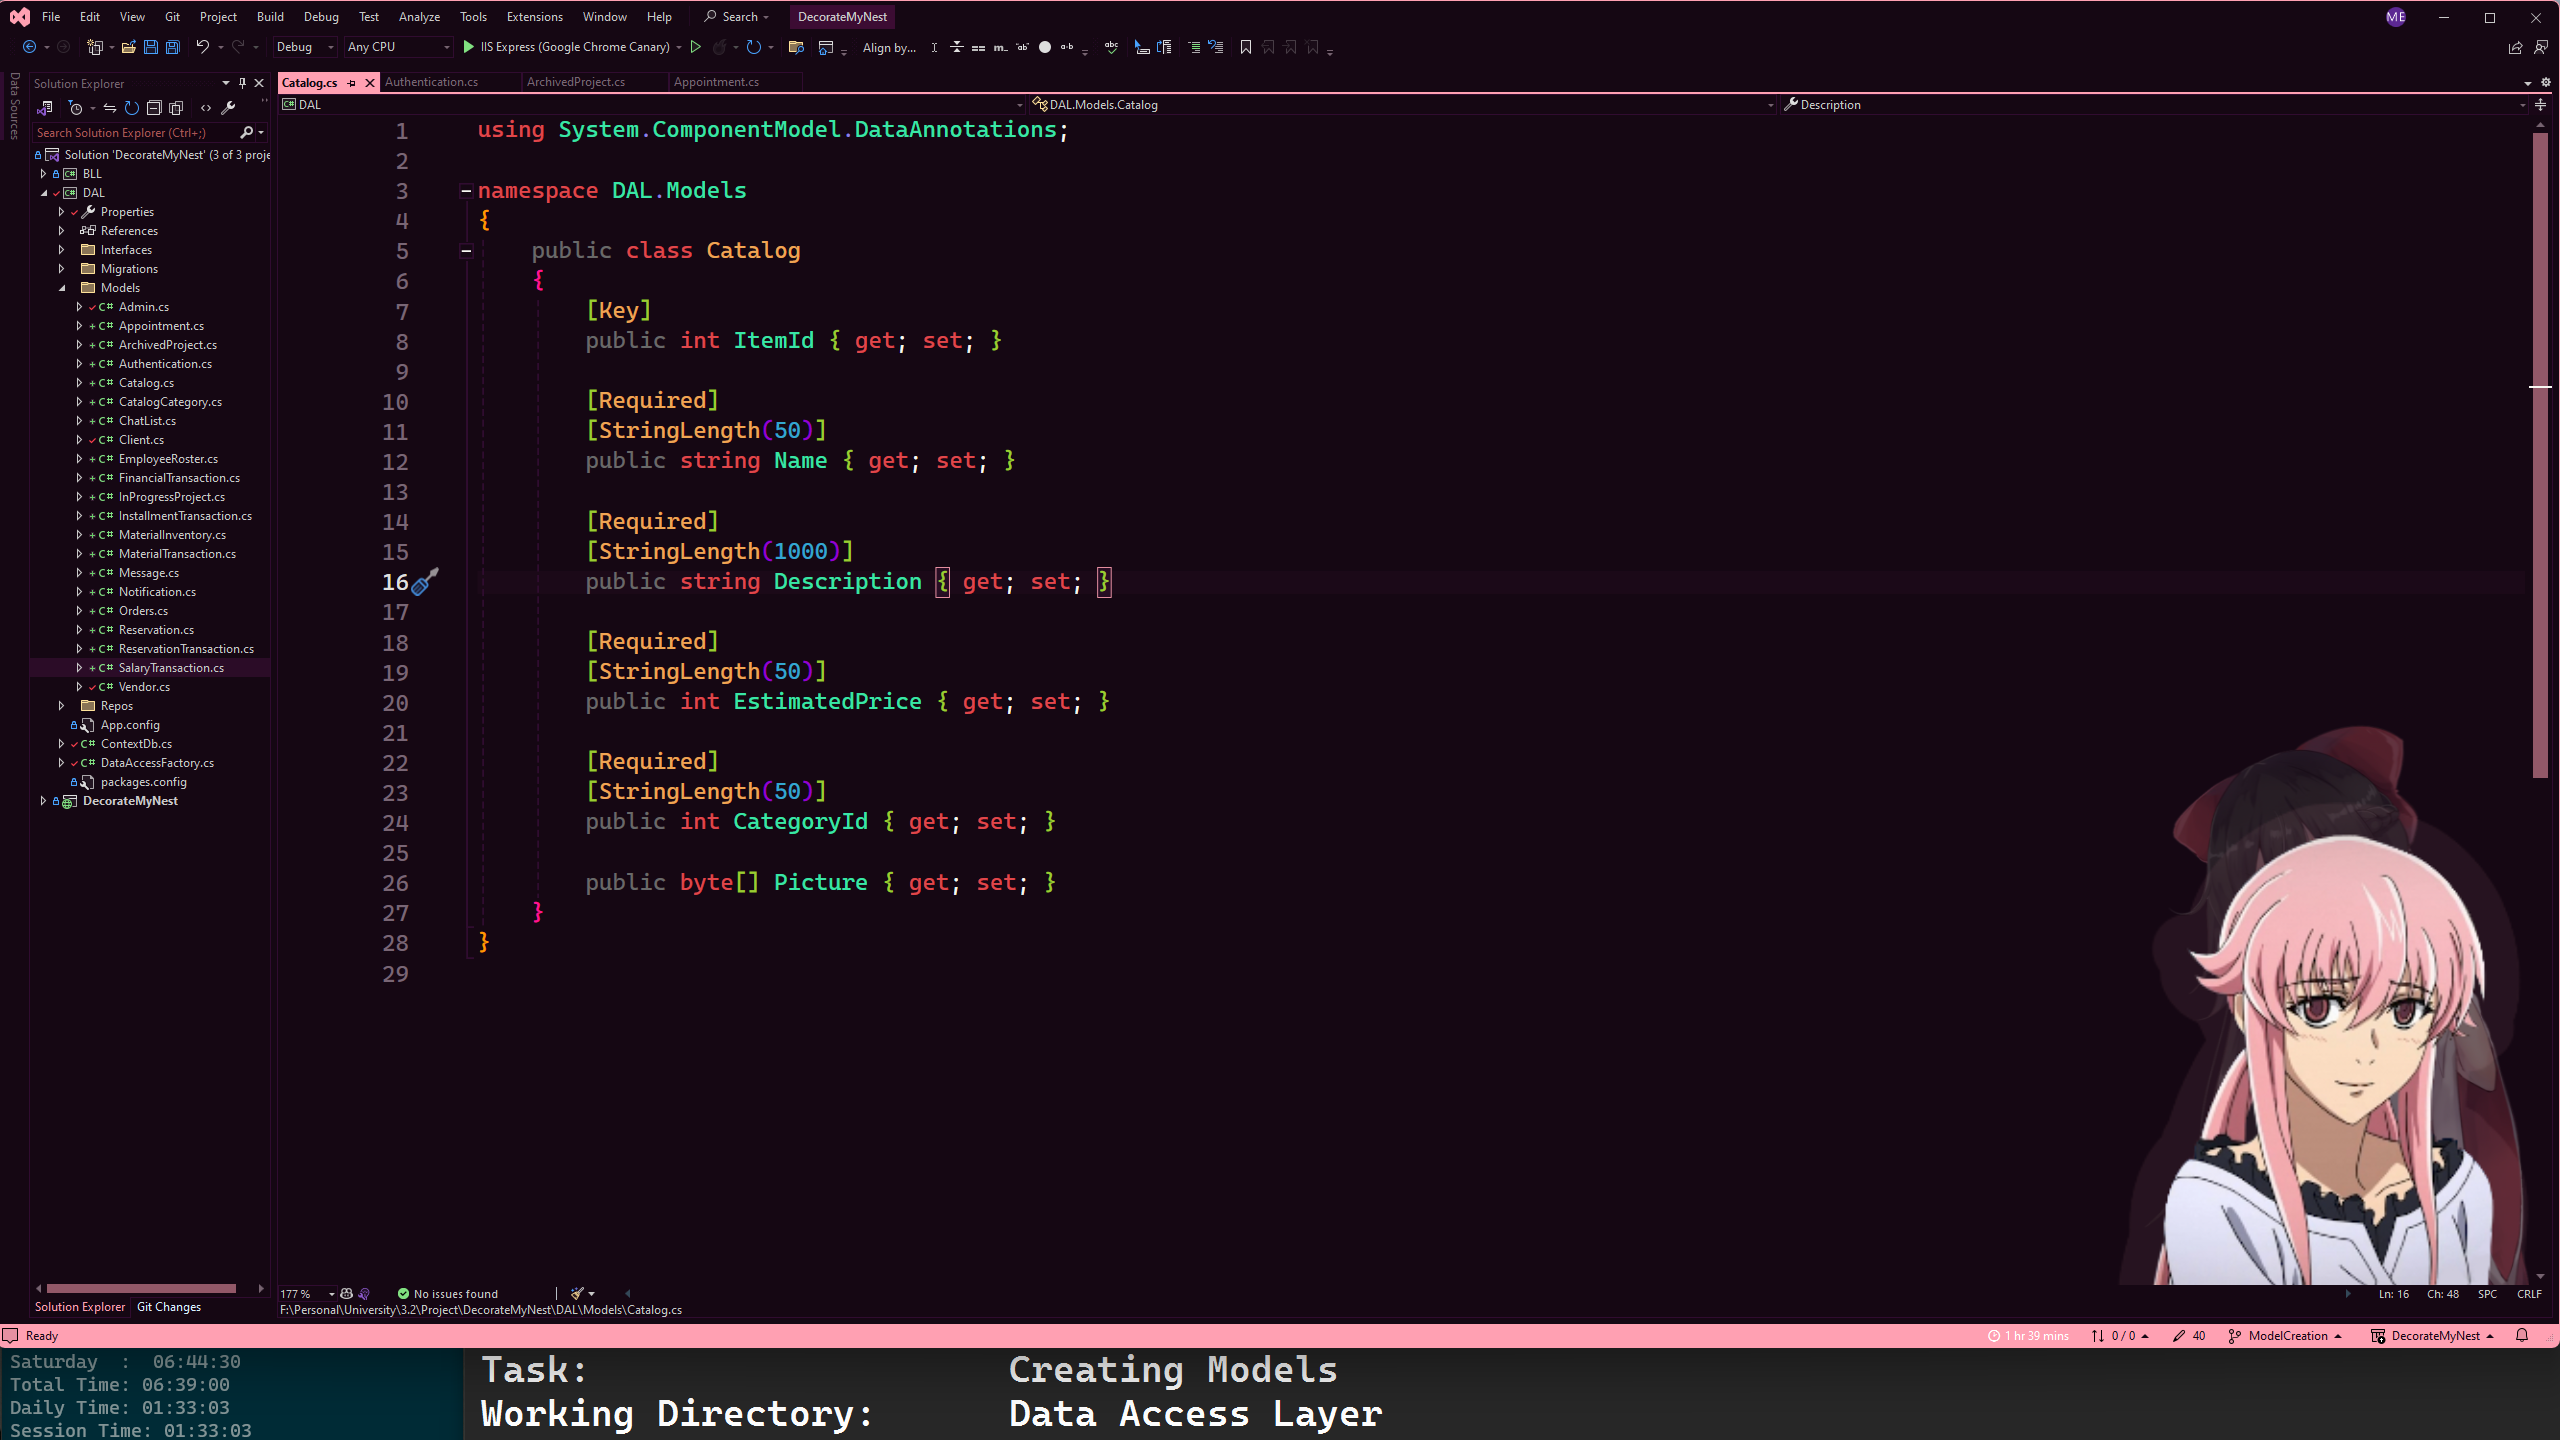 File Edit View Git Project Build Debug Test Analyze Tools Extensions Window Help Search DecorateMyNest ME
Debug Any CPU IIS Express (Google Chrome Canary) Align by...
Data Sources
Solution Explorer
Search Solution Explorer (Ctrl+;)
Solution 'DecorateMyNest' (3 of 3 proje
BLL
DAL
Properties
References
Interfaces
Migrations
Models
C# Admin.cs
C# Appointment.cs
C# ArchivedProject.cs
C# Authentication.cs
C# Catalog.cs
C# CatalogCategory.cs
C# ChatList.cs
C# Client.cs
C# EmployeeRoster.cs
C# FinancialTransaction.cs
C# InProgressProject.cs
C# InstallmentTransaction.cs
C# MaterialInventory.cs
C# MaterialTransaction.cs
C# Message.cs
C# Notification.cs
C# Orders.cs
C# Reservation.cs
C# ReservationTransaction.cs
C# SalaryTransaction.cs
C# Vendor.cs
Repos
App.config
C# ContextDb.cs
C# DataAccessFactory.cs
packages.config
DecorateMyNest
Solution Explorer Git Changes
Catalog.cs Authentication.cs ArchivedProject.cs Appointment.cs
DAL DAL.Models.Catalog Description
1 using System.ComponentModel.DataAnnotations;
2
3 namespace DAL.Models
4 {
5 public class Catalog
6 {
7 [Key]
8 public int ItemId { get; set; }
9
10 [Required]
11 [StringLength(50)]
12 public string Name { get; set; }
13
14 [Required]
15 [StringLength(1000)]
16 public string Description { get; set; }
17
18 [Required]
19 [StringLength(50)]
20 public int EstimatedPrice { get; set; }
21
22 [Required]
23 [StringLength(50)]
24 public int CategoryId { get; set; }
25
26 public byte[] Picture { get; set; }
27 }
28 }
29
177 % No issues found Ln: 16 Ch: 48 SPC CRLF
F:\Personal\University\3.2\Project\DecorateMyNest\DAL\Models\Catalog.cs
Ready 1 hr 39 mins 0 / 0 40 ModelCreation DecorateMyNest
Saturday : 06:44:30
Total Time: 06:39:00
Daily Time: 01:33:03
Session Time: 01:33:03
Task: Creating Models
Working Directory: Data Access Layer